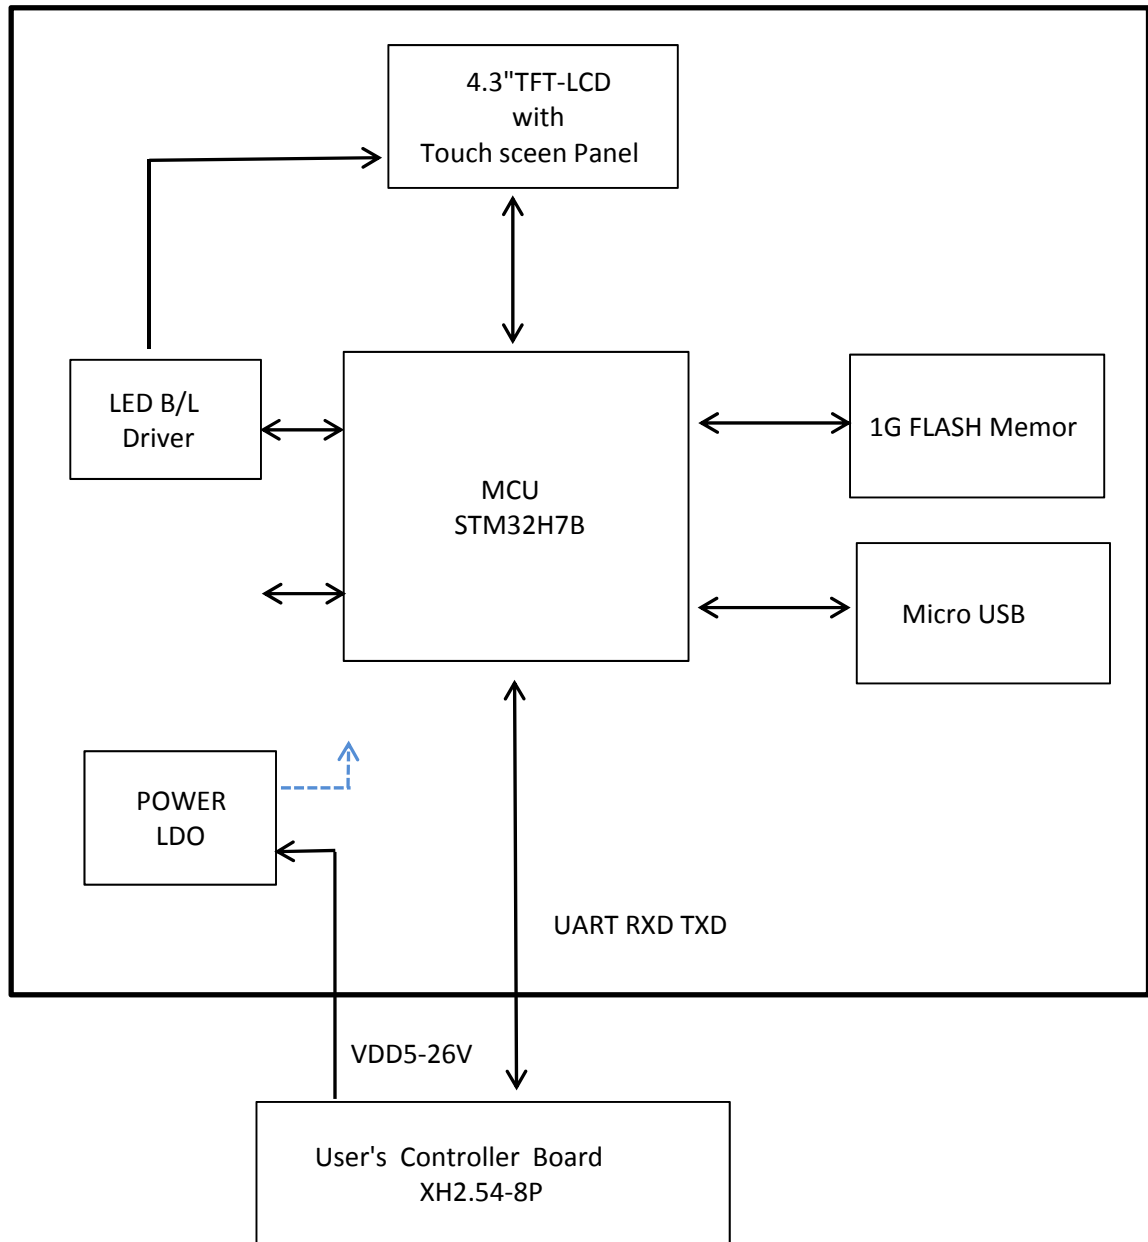 4.3"TFT-LCD
with
Touch sceen Panel
LED B/L
Driver
MCU
STM32H7B
1G FLASH Memor
Micro USB
POWER
LDO
UART RXD TXD
VDD5-26V
User's Controller Board
XH2.54-8P